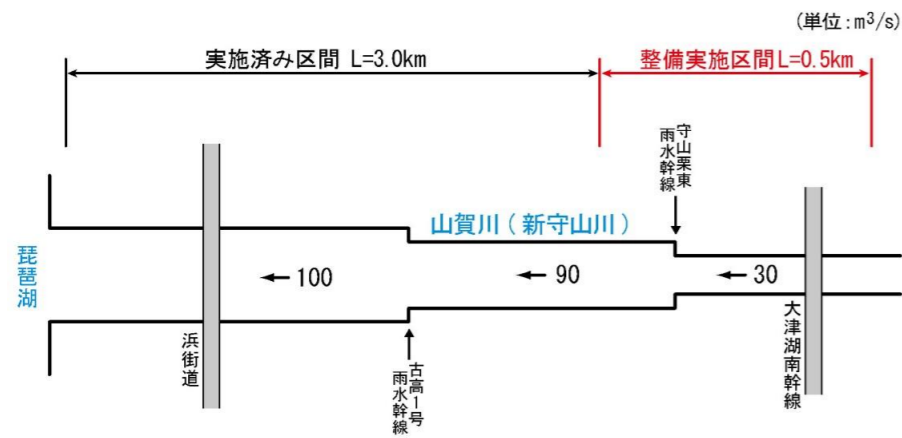 (単位:m³/s)
実施済み区間 L=3.0km
整備実施区間L=0.5km
守山栗東
雨水幹線
山賀川(新守山川)
琵琶湖
←100
←90
←30
浜街道
古高1号
雨水幹線
大津湖南幹線